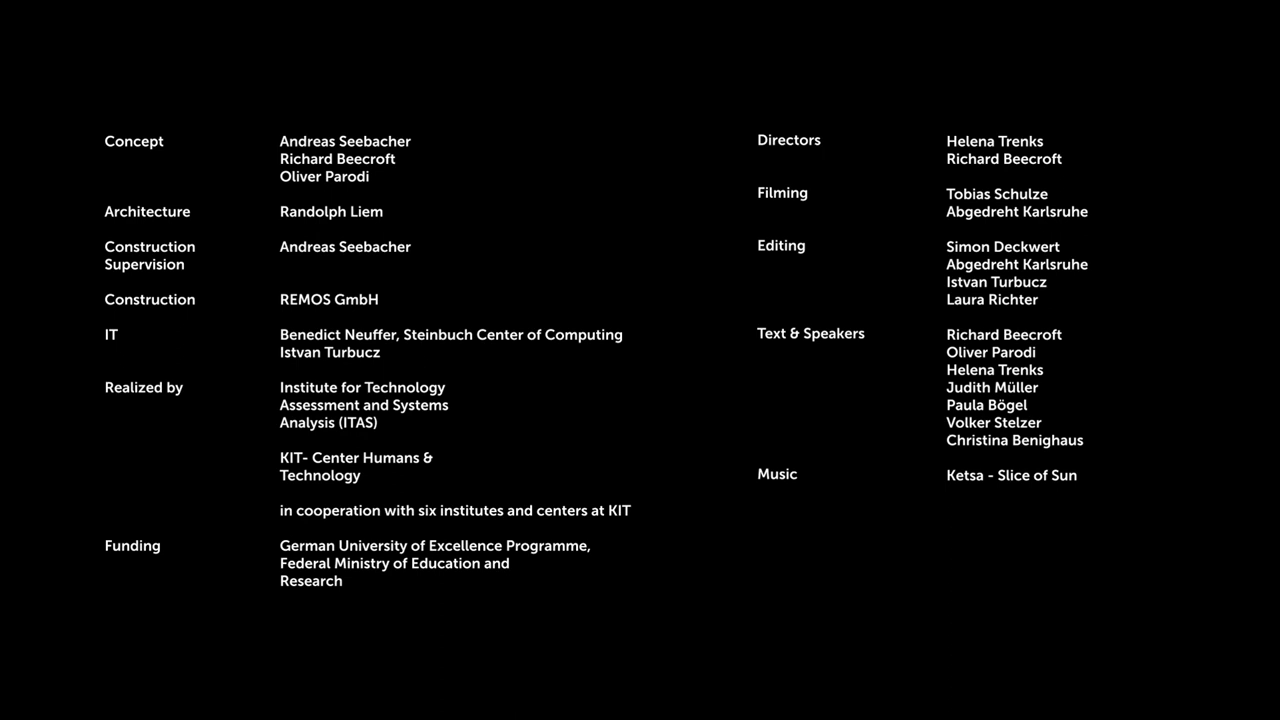 Concept Andreas Seebacher
Richard Beecroft
Oliver Parodi
Architecture Randolph Liem
Construction Andreas Seebacher
Supervision
Construction REMOS GmbH
IT Benedict Neuffer, Steinbuch Center of Computing
Istvan Turbucz
Realized by Institute for Technology
Assessment and Systems
Analysis (ITAS)
KIT- Center Humans &
Technology
in cooperation with six institutes and centers at KIT
Funding German University of Excellence Programme,
Federal Ministry of Education and
Research
Directors Helena Trenks
Richard Beecroft
Filming Tobias Schulze
Abgedreht Karlsruhe
Editing Simon Deckwert
Abgedreht Karlsruhe
Istvan Turbucz
Laura Richter
Text & Speakers Richard Beecroft
Oliver Parodi
Helena Trenks
Judith Müller
Paula Bögel
Volker Stelzer
Christina Benighaus
Music Ketsa - Slice of Sun